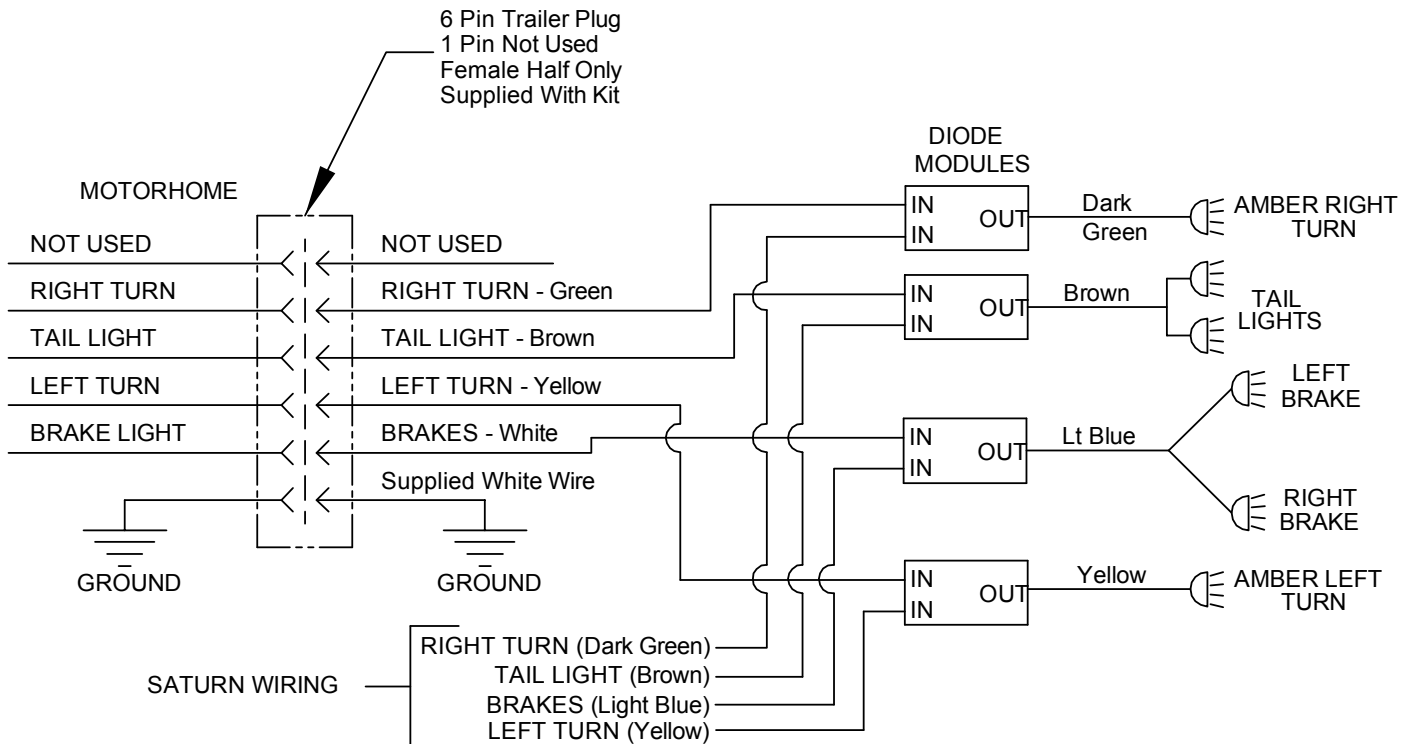 6 Pin Trailer Plug
1 Pin Not Used
Female Half Only
Supplied With Kit
MOTORHOME
NOT USED
RIGHT TURN
TAIL LIGHT
LEFT TURN
BRAKE LIGHT
GROUND
NOT USED
RIGHT TURN - Green
TAIL LIGHT - Brown
LEFT TURN - Yellow
BRAKES - White
Supplied White Wire
GROUND
DIODE
MODULES
IN
IN
OUT
Dark
Green
AMBER RIGHT
TURN
IN
IN
OUT
Brown
TAIL
LIGHTS
IN
IN
OUT
Lt Blue
LEFT
BRAKE
RIGHT
BRAKE
IN
IN
OUT
Yellow
AMBER LEFT
TURN
SATURN WIRING
RIGHT TURN (Dark Green)
TAIL LIGHT (Brown)
BRAKES (Light Blue)
LEFT TURN (Yellow)